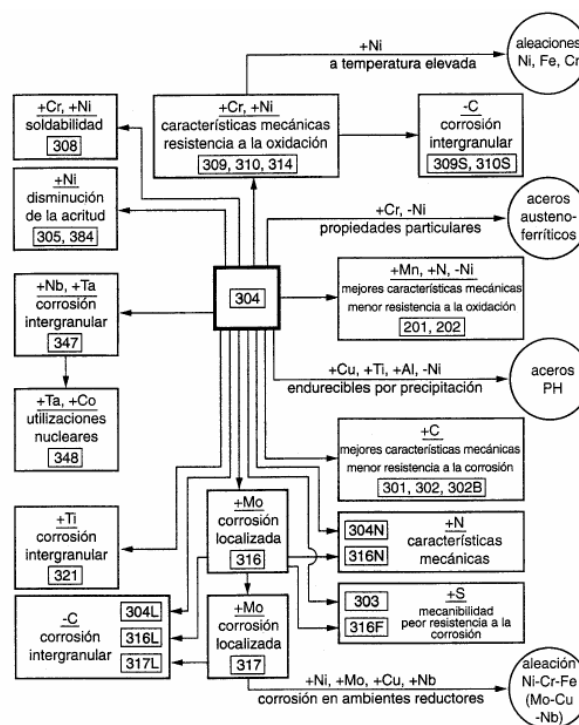 +Ni
a temperatura elevada
aleaciones
Ni, Fe, Cr
+Cr, +Ni
soldabilidad
308
+Cr, +Ni
características mecánicas
resistencia a la oxidación
309, 310, 314
-C
corrosión
intergranular
309S, 310S
+Ni
disminución
de la acritud
305, 384
+Cr, -Ni
propiedades particulares
aceros
austeno-
ferríticos
304
+Mn, +N, -Ni
mejores características mecánicas
menor resistencia a la oxidación
201, 202
+Nb, +Ta
corrosión
intergranular
347
+Cu, +Ti, +Al, -Ni
endurecibles por precipitación
aceros
PH
+Ta, +Co
utilizaciones
nucleares
348
+C
mejores características mecánicas
menor resistencia a la corrosión
301, 302, 302B
+Ti
corrosión
intergranular
321
+Mo
corrosión
localizada
316
304N
316N
+N
características
mecánicas
-C
corrosión
intergranular
304L
316L
317L
+Mo
corrosión
localizada
317
303
316F
+S
mecanibilidad
peor resistencia a la
corrosión
+Ni, +Mo, +Cu, +Nb
corrosión en ambientes reductores
aleación
Ni-Cr-Fe
(Mo-Cu
-Nb)